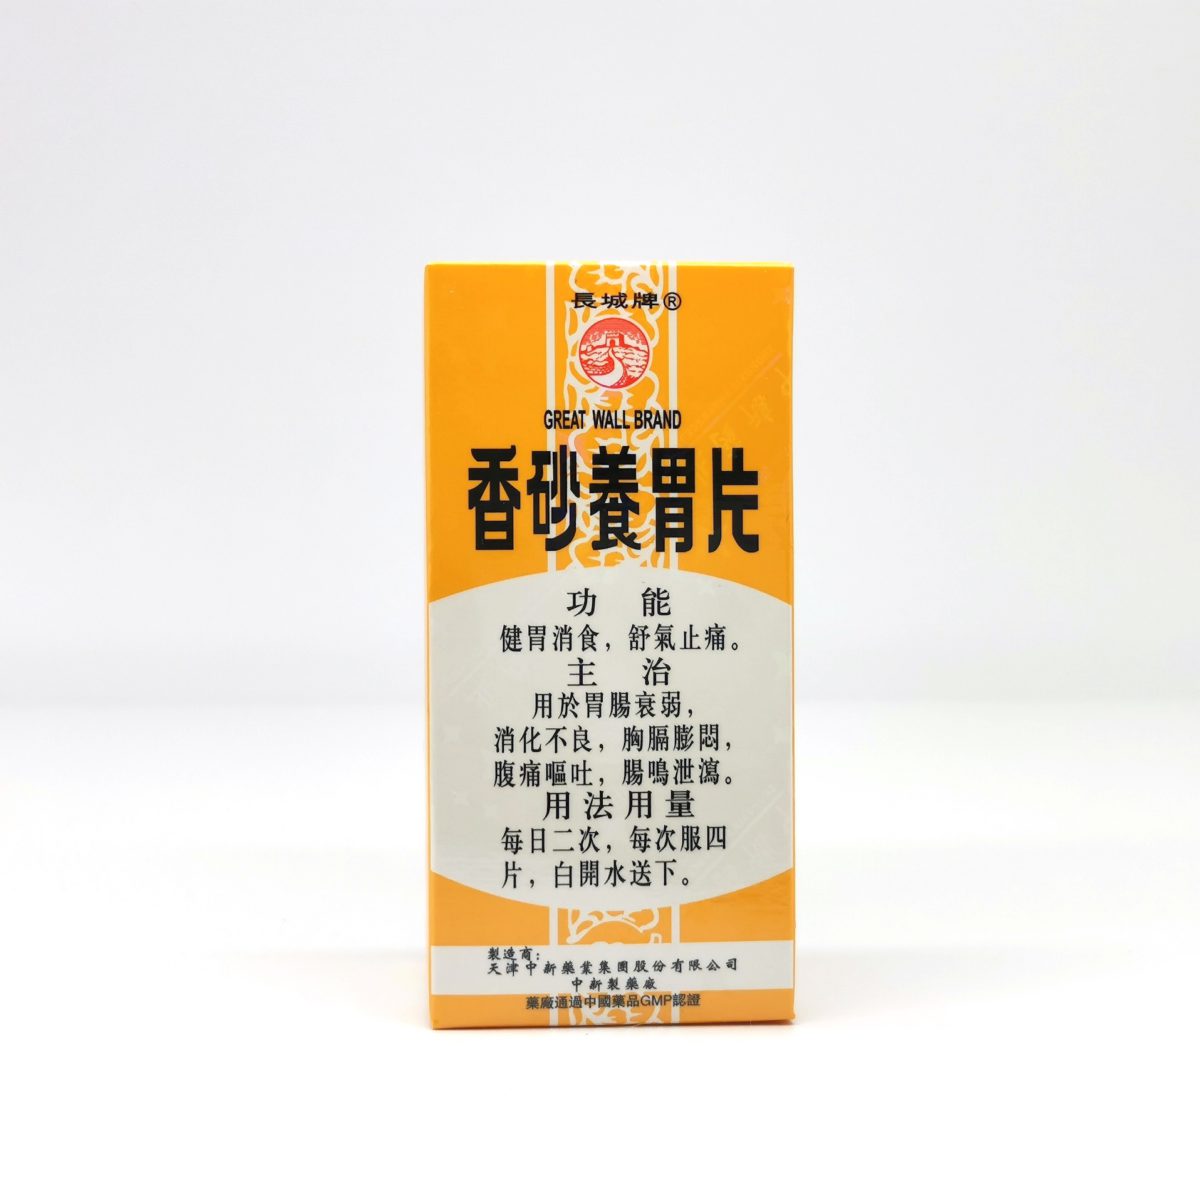 長城牌®
GREAT WALL BRAND
香砂養胃片
功能
健胃消食，舒氣止痛。
主治
用於胃腸衰弱，
消化不良，胸膈膨悶，
腹痛嘔吐，腸鳴泄瀉。
用法用量
每日二次，每次服四
片，白開水送下。
製造商：
天津中新藥業集團股份有限公司
中新製藥廠
藥廠通過中國藥品GMP認證